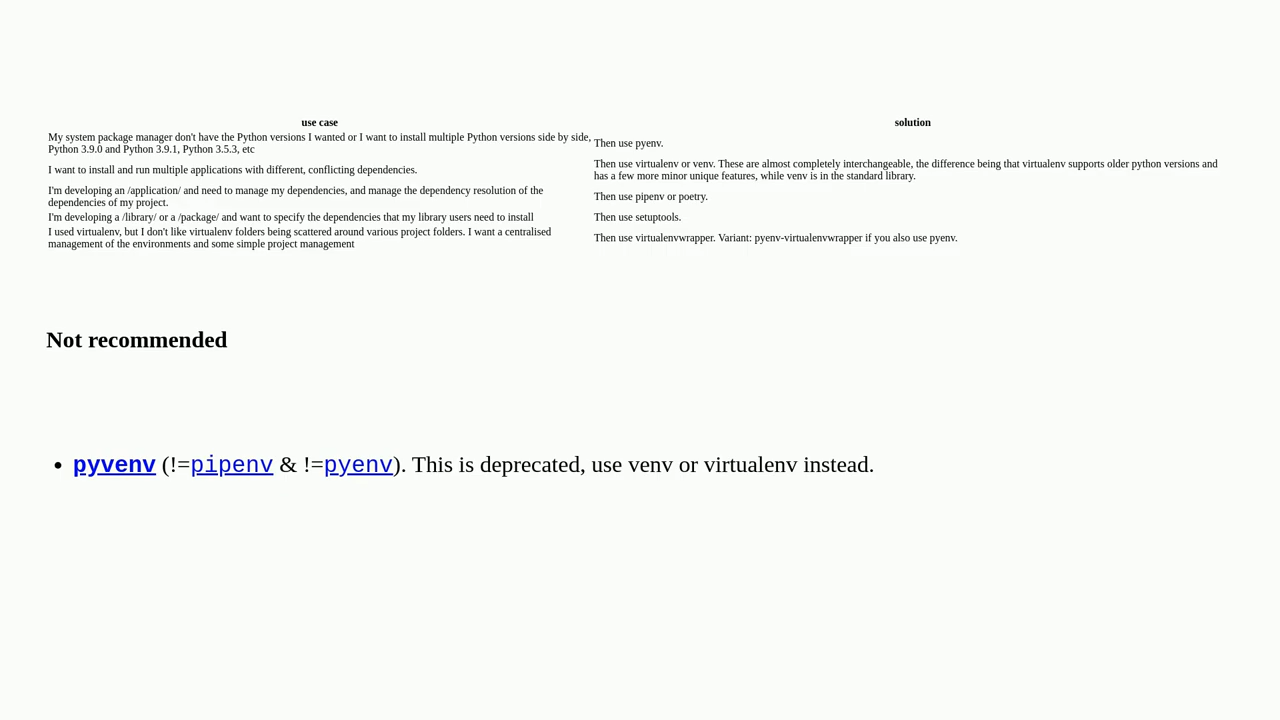 use case
solution
My system package manager don't have the Python versions I wanted or I want to install multiple Python versions side by side,
Python 3.9.0 and Python 3.9.1, Python 3.5.3, etc
Then use pyenv.
I want to install and run multiple applications with different, conflicting dependencies.
Then use virtualenv or venv. These are almost completely interchangeable, the difference being that virtualenv supports older python versions and
has a few more minor unique features, while venv is in the standard library.
I'm developing an /application/ and need to manage my dependencies, and manage the dependency resolution of the
dependencies of my project.
Then use pipenv or poetry.
I'm developing a /library/ or a /package/ and want to specify the dependencies that my library users need to install
Then use setuptools.
I used virtualenv, but I don't like virtualenv folders being scattered around various project folders. I want a centralised
management of the environments and some simple project management
Then use virtualenvwrapper. Variant: pyenv-virtualenvwrapper if you also use pyenv.
Not recommended
• pyvenv (!=pipenv & !=pyenv). This is deprecated, use venv or virtualenv instead.